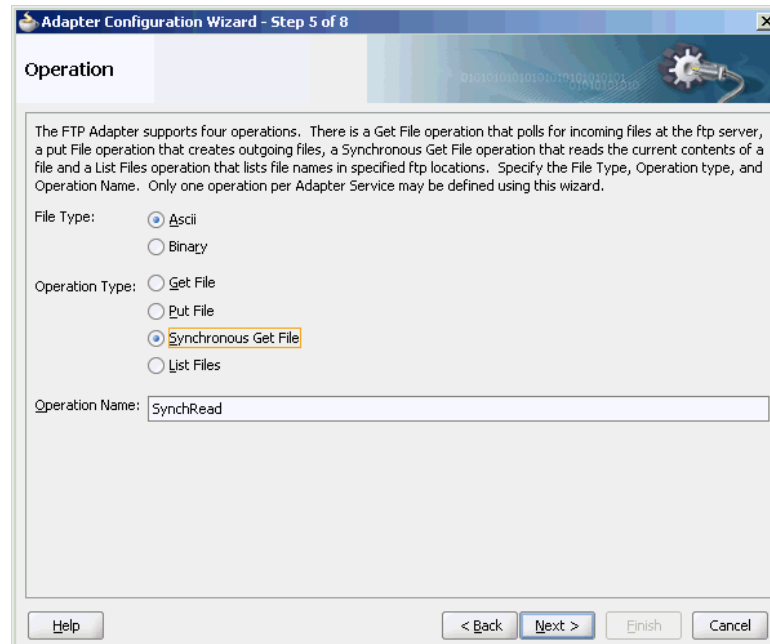 Adapter Configuration Wizard - Step 5 of 8
Operation
The FTP Adapter supports four operations. There is a Get File operation that polls for incoming files at the ftp server,
a put File operation that creates outgoing files, a Synchronous Get File operation that reads the current contents of a
file and a List Files operation that lists file names in specified ftp locations. Specify the File Type, Operation type, and
Operation Name. Only one operation per Adapter Service may be defined using this wizard.
File Type:
Ascii
Binary
Operation Type:
Get File
Put File
Synchronous Get File
List Files
Operation Name:
SynchRead
Help
< Back
Next >
Finish
Cancel